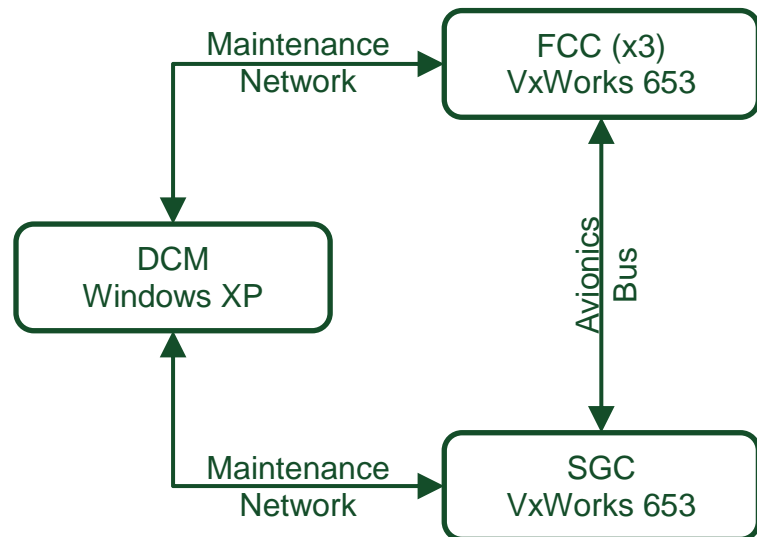 Maintenance
Network
FCC (x3)
VxWorks 653
DCM
Windows XP
Avionics
Bus
Maintenance
Network
SGC
VxWorks 653